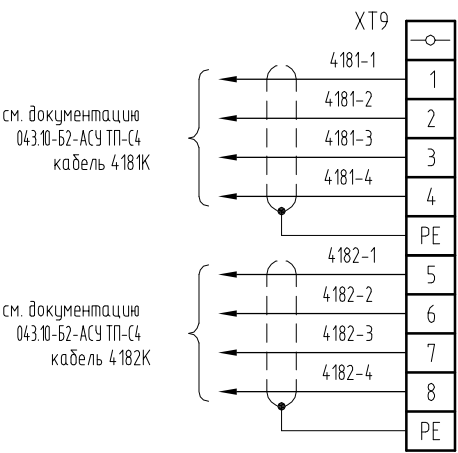 XT9
4181-1
1
4181-2
2
4181-3
3
4181-4
4
PE
см. документацию
043.10-Б2-АСУ ТП-С4
кабель 4181К
4182-1
5
4182-2
6
4182-3
7
4182-4
8
PE
см. документацию
043.10-Б2-АСУ ТП-С4
кабель 4182К